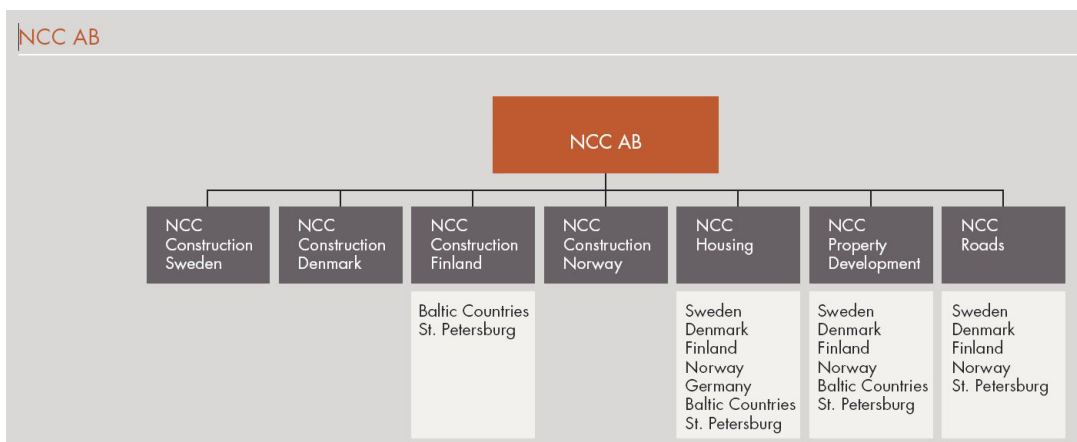 NCC AB
NCC AB
NCC
Construction
Sweden
NCC
Construction
Denmark
NCC
Construction
Finland
NCC
Construction
Norway
NCC
Housing
NCC
Property
Development
NCC
Roads
Baltic Countries
St. Petersburg
Sweden
Denmark
Finland
Norway
Germany
Baltic Countries
St. Petersburg
Sweden
Denmark
Finland
Norway
Baltic Countries
St. Petersburg
Sweden
Denmark
Finland
Norway
St. Petersburg